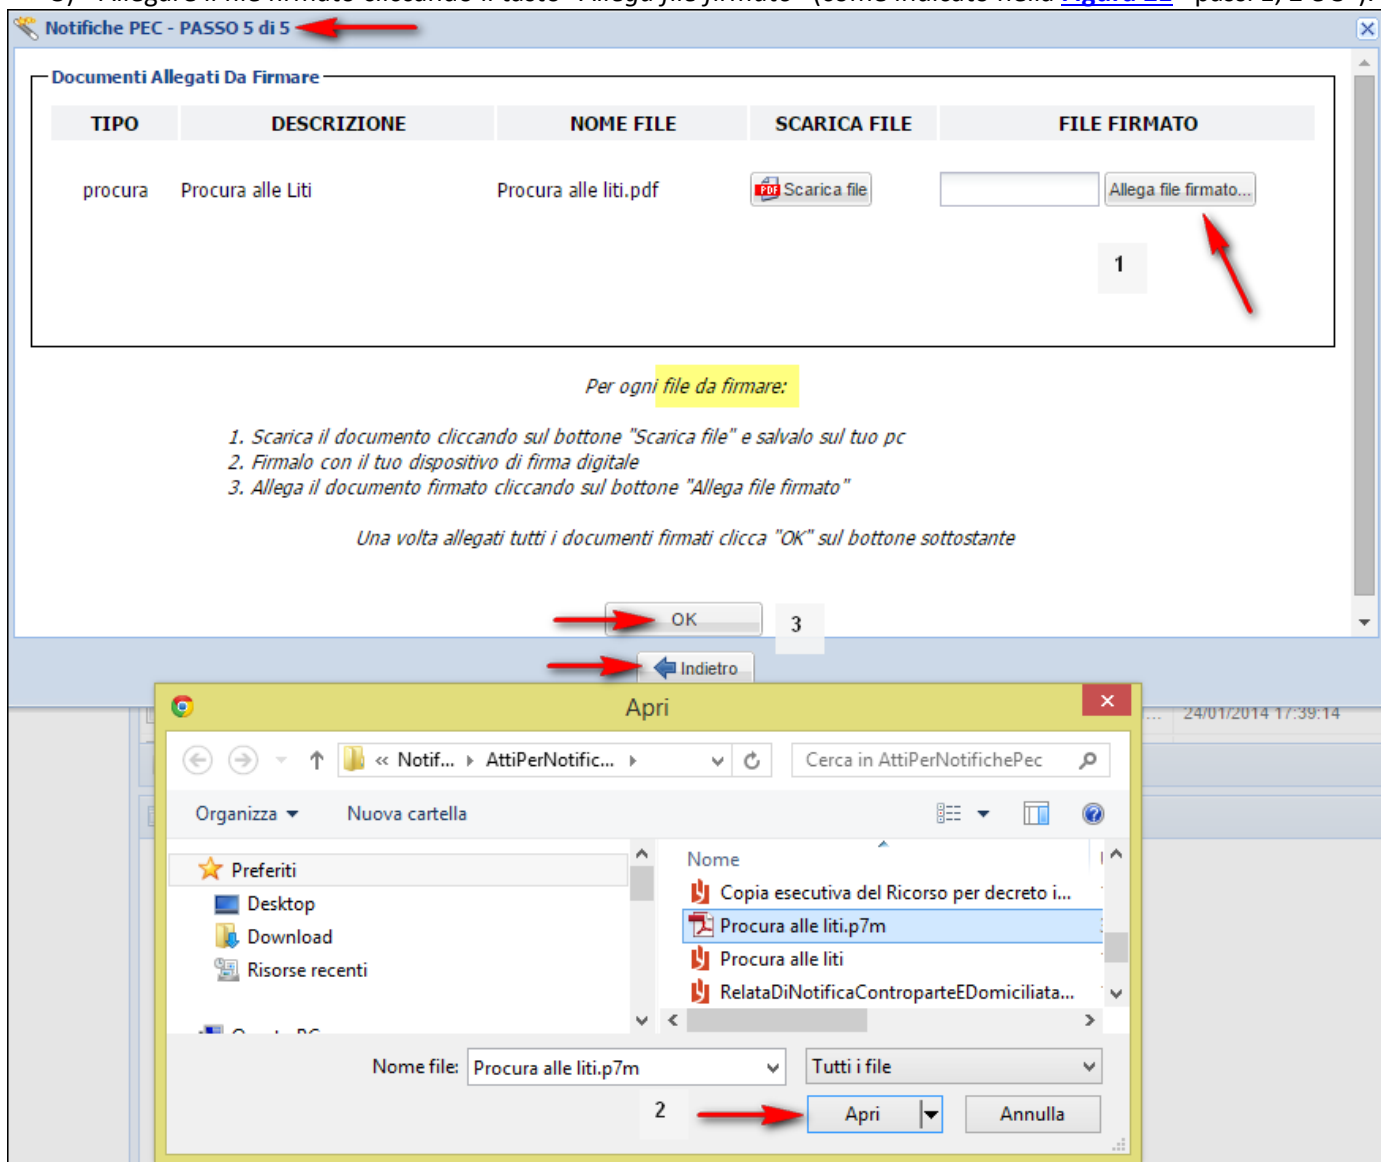 Notifiche PEC - PASSO 5 di 5
Documenti Allegati Da Firmare
TIPO DESCRIZIONE NOME FILE SCARICA FILE FILE FIRMATO
procura Procura alle Liti Procura alle liti.pdf PDF Scarica file Allega file firmato...
1
Per ogni file da firmare:
1. Scarica il documento cliccando sul bottone "Scarica file" e salvalo sul tuo pc
2. Firmalo con il tuo dispositivo di firma digitale
3. Allega il documento firmato cliccando sul bottone "Allega file firmato"
Una volta allegati tutti i documenti firmati clicca "OK" sul bottone sottostante
OK 3
Indietro
Apri
24/01/2014 17:39:14
« Notif... AttiPerNotific... Cerca in AttiPerNotifichePec
Organizza Nuova cartella
Preferiti Nome
Desktop Copia esecutiva del Ricorso per decreto i...
Procura alle liti.p7m
Download
Procura alle liti
Risorse recenti
RelataDiNotificaControparteEDomiciliata...
Nome file: Procura alle liti.p7m Tutti i file
2 Apri Annulla